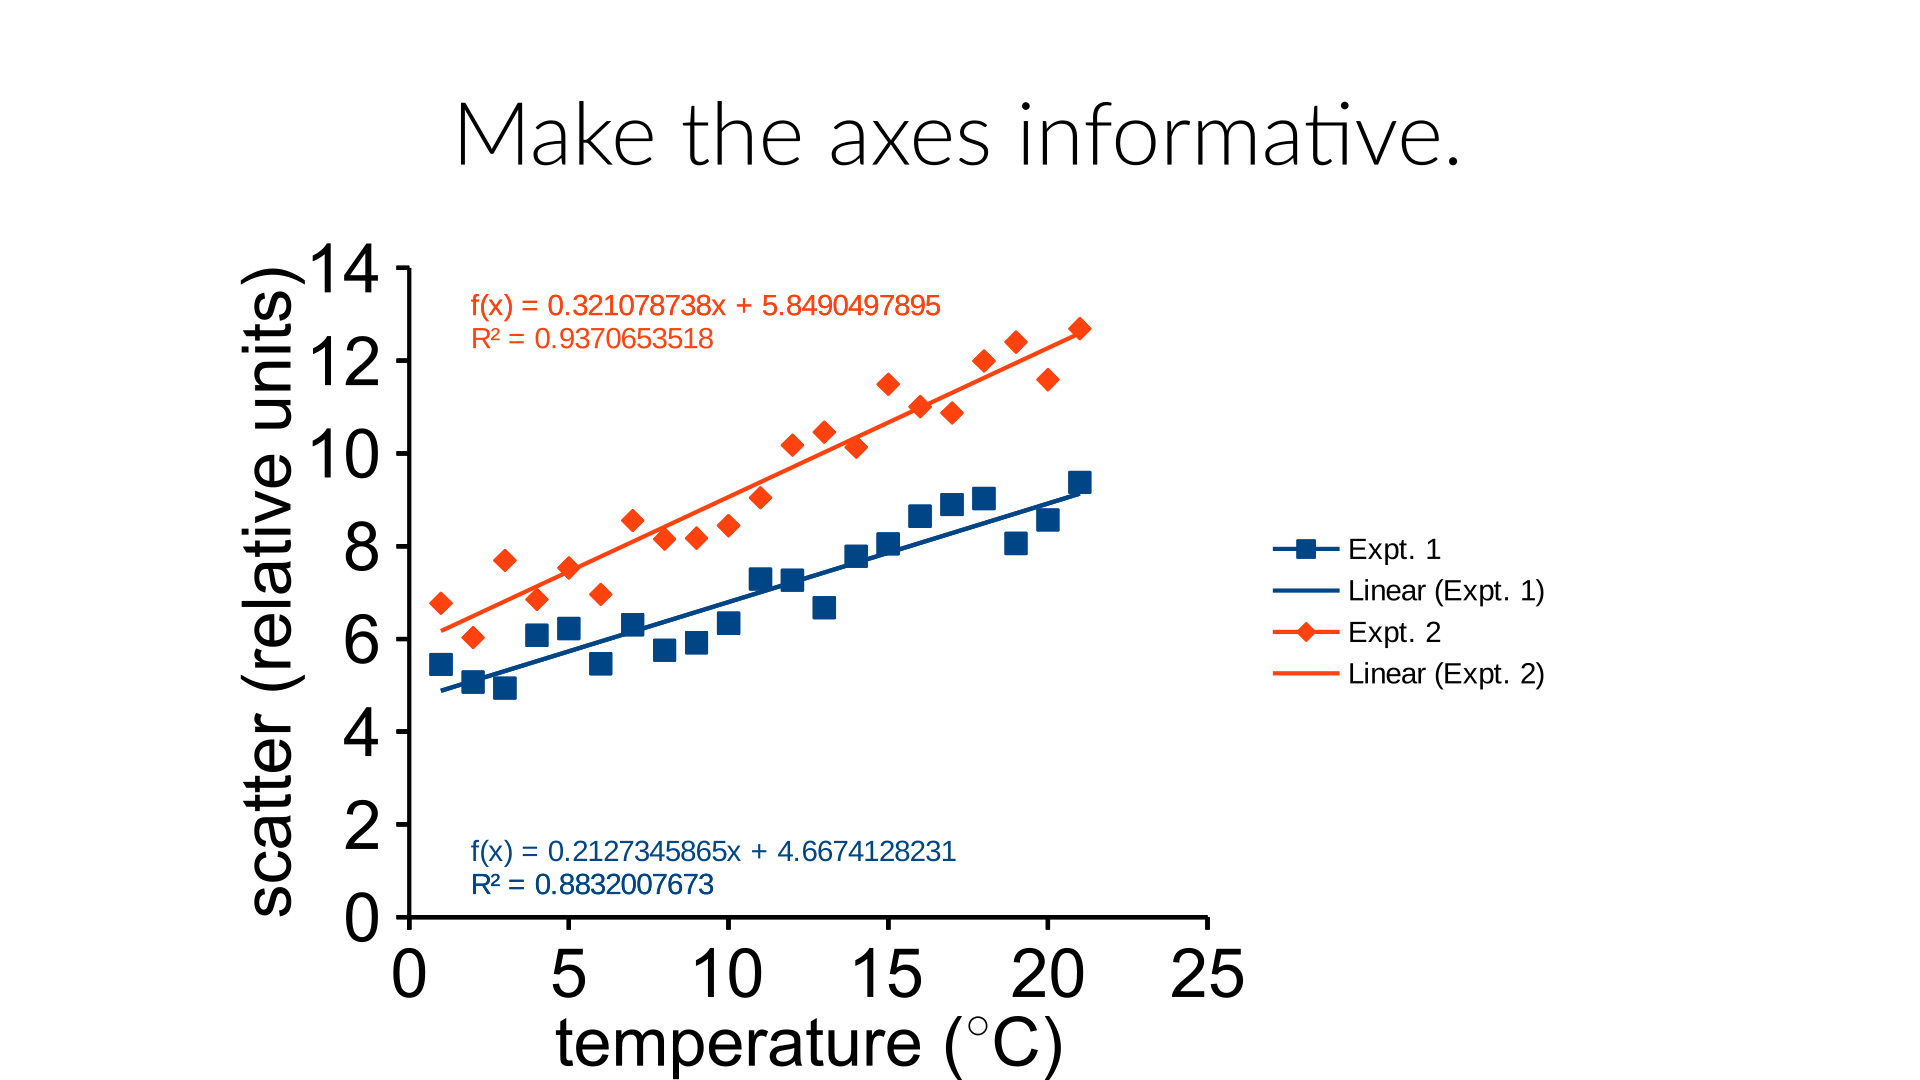 Make the axes informative.
scatter (relative units)
14
12
10
8
6
4
2
0
f(x) = 0.321078738x + 5.8490497895
R² = 0.9370653518
f(x) = 0.2127345865x + 4.6674128231
R² = 0.8832007673
Expt. 1
Linear (Expt. 1)
Expt. 2
Linear (Expt. 2)
0 5 10 15 20 25
temperature (°C)